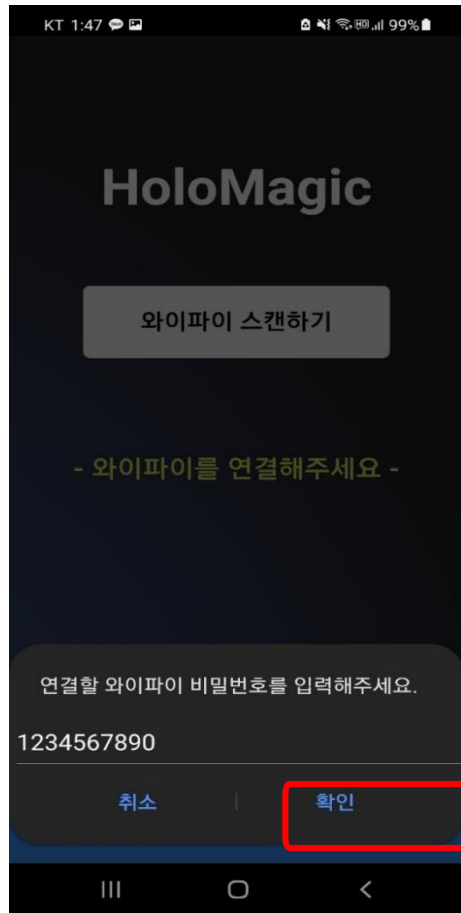 KT 1:47 99%
HoloMagic
와이파이 스캔하기
- 와이파이를 연결해주세요 -
연결할 와이파이 비밀번호를 입력해주세요.
1234567890
취소 확인